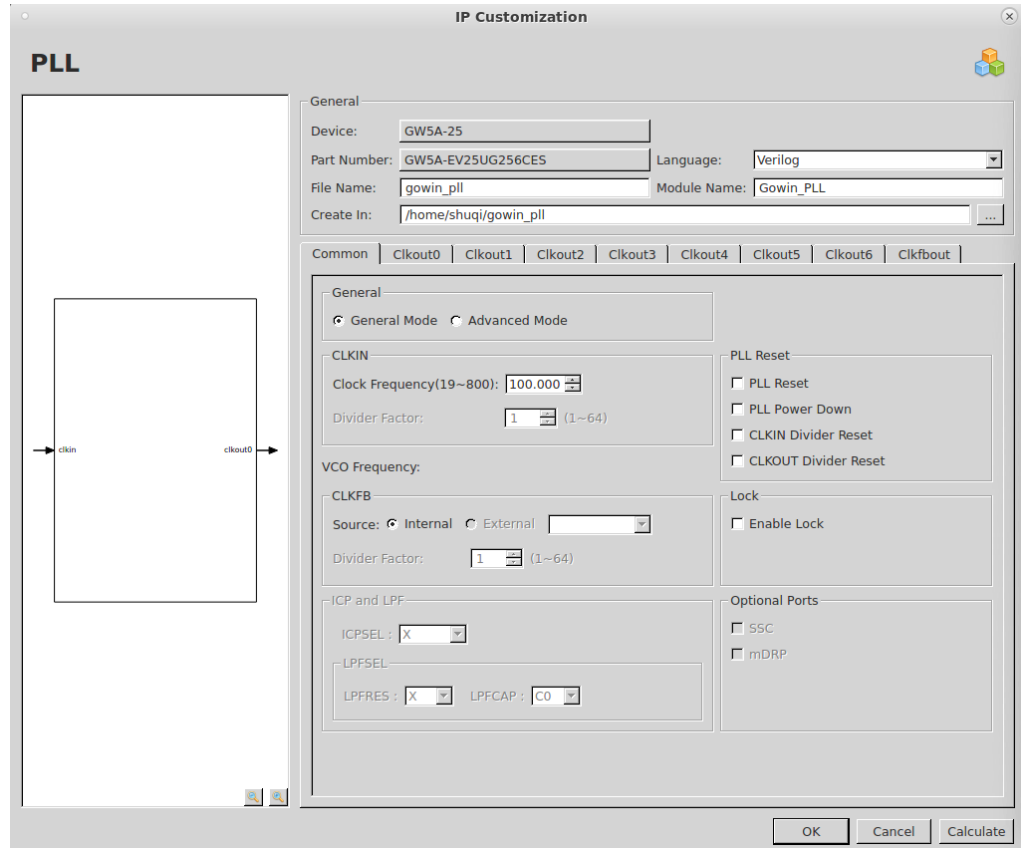 IP Customization
PLL
General
Device: GW5A-25
Part Number: GW5A-EV25UG256CES Language: Verilog
File Name: gowin_pll Module Name: Gowin_PLL
Create In: /home/shuqi/gowin_pll ...
Common Clkout0 Clkout1 Clkout2 Clkout3 Clkout4 Clkout5 Clkout6 Clkfbout
General
General Mode Advanced Mode
CLKIN
Clock Frequency(19~800): 100.000
Divider Factor: 1 (1~64)
PLL Reset
PLL Reset
PLL Power Down
CLKIN Divider Reset
CLKOUT Divider Reset
clkin clkout0
VCO Frequency:
CLKFB
Source: Internal External
Divider Factor: 1 (1~64)
Lock
Enable Lock
ICP and LPF
ICPSEL : X
LPFSEL
LPFRES : X LPFCAP : C0
Optional Ports
SSC
mDRP
OK Cancel Calculate